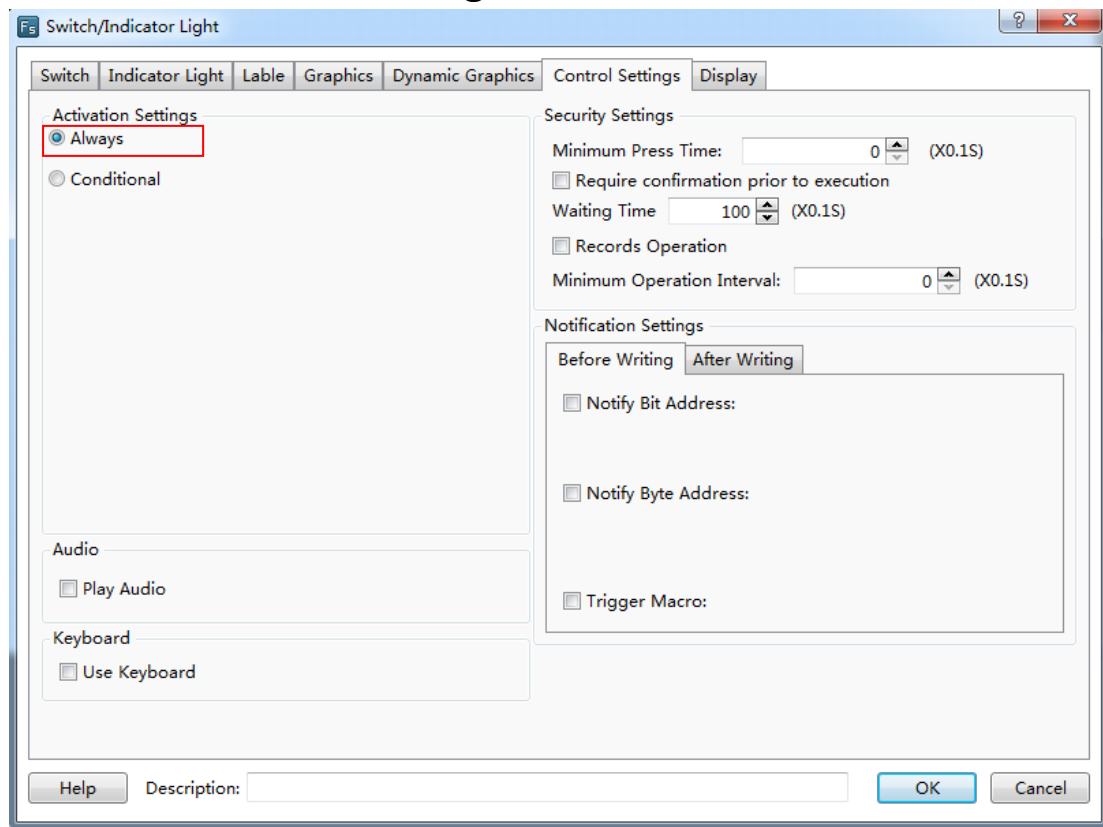 Fs Switch/Indicator Light
Switch Indicator Light Lable Graphics Dynamic Graphics Control Settings Display
Activation Settings
Always
Conditional
Security Settings
Minimum Press Time: 0 (X0.1S)
Require confirmation prior to execution
Waiting Time 100 (X0.1S)
Records Operation
Minimum Operation Interval: 0 (X0.1S)
Notification Settings
Before Writing After Writing
Notify Bit Address:
Notify Byte Address:
Trigger Macro:
Audio
Play Audio
Keyboard
Use Keyboard
Help Description: OK Cancel